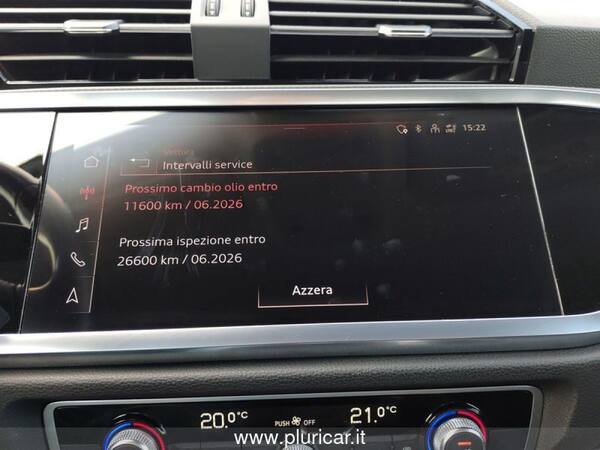 15:22
Vettura
Intervalli service
Prossimo cambio olio entro
11600 km / 06.2026
Prossima ispezione entro
26600 km / 06.2026
Azzera
20.0°C
PUSH OFF
21.0°C
www.pluricar.it